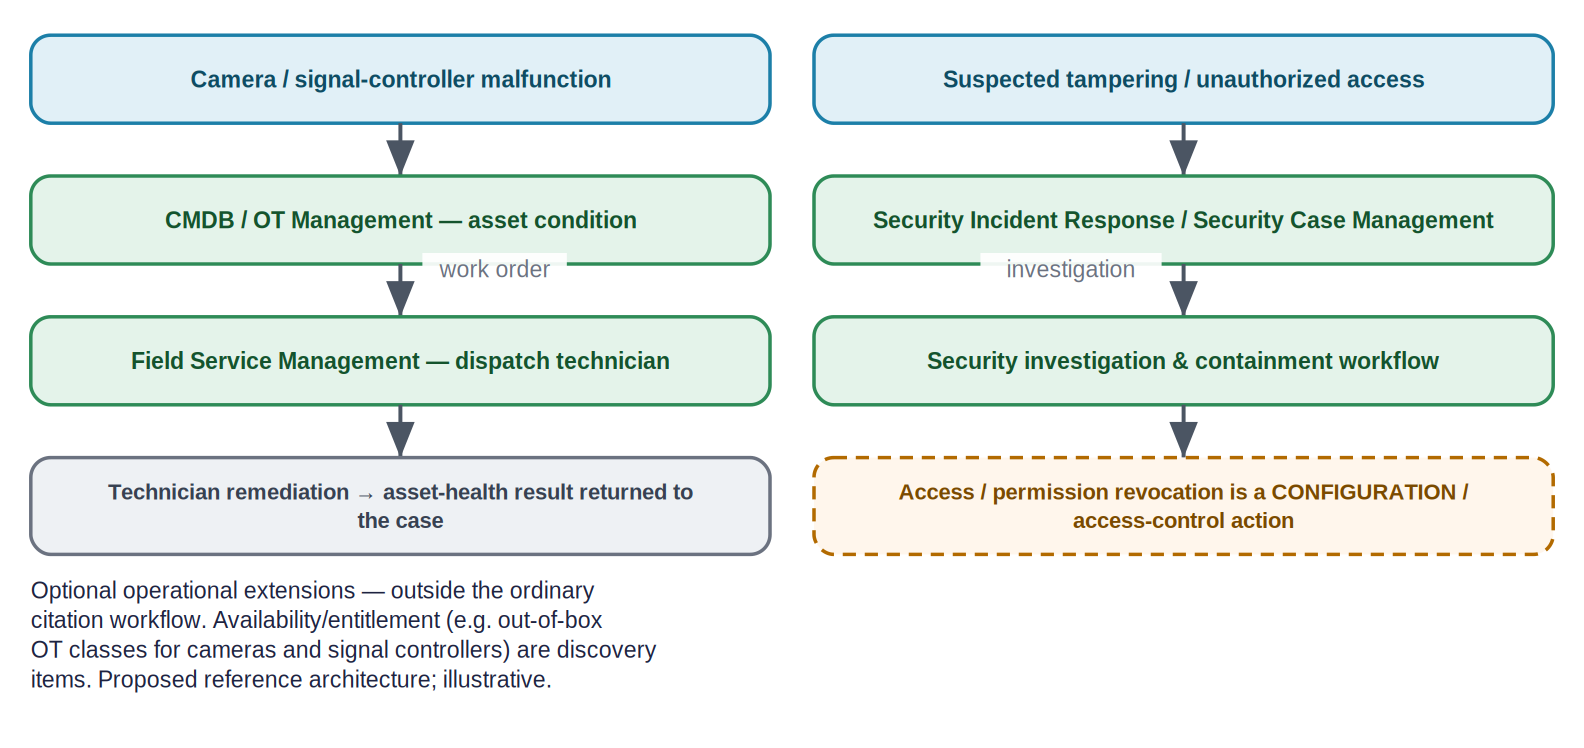 Camera / signal-controller malfunction
Suspected tampering / unauthorized access
CMDB / OT Management — asset condition
Security Incident Response / Security Case Management
work order
investigation
Field Service Management — dispatch technician
Security investigation & containment workflow
Technician remediation → asset-health result returned to
the case
Access / permission revocation is a CONFIGURATION /
access-control action
Optional operational extensions — outside the ordinary
citation workflow. Availability/entitlement (e.g. out-of-box
OT classes for cameras and signal controllers) are discovery
items. Proposed reference architecture; illustrative.